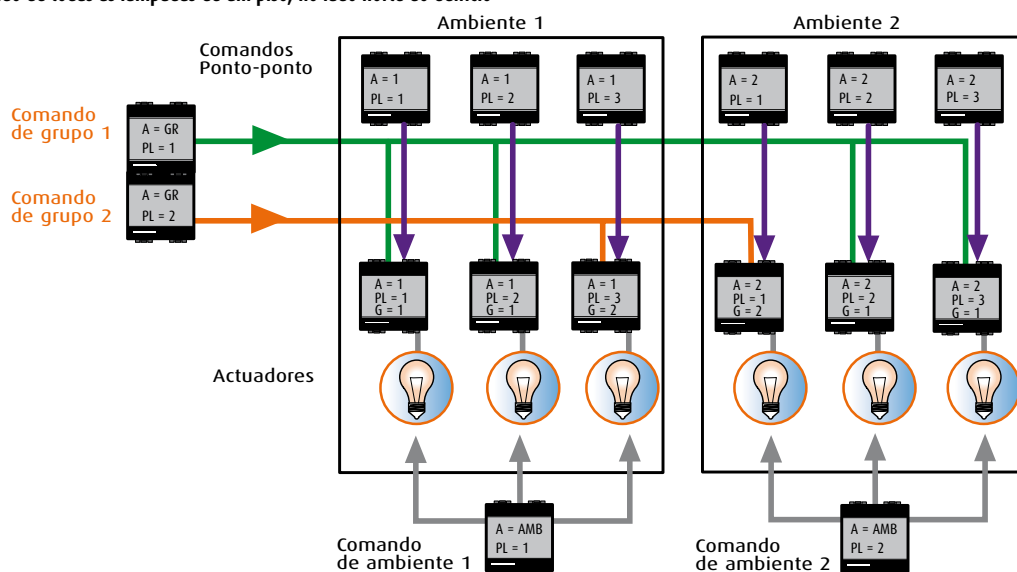 Ambiente 1
Ambiente 2
Comandos
Ponto-ponto
A = 1
PL = 1
A = 1
PL = 2
A = 1
PL = 3
A = 2
PL = 1
A = 2
PL = 2
A = 2
PL = 3
Comando
de grupo 1
A = GR
PL = 1
Comando
de grupo 2
A = GR
PL = 2
A = 1
PL = 1
G = 1
A = 1
PL = 2
G = 1
A = 1
PL = 3
G = 2
A = 2
PL = 1
G = 2
A = 2
PL = 2
G = 1
A = 2
PL = 3
G = 1
Actuadores
Comando
de ambiente 1
A = AMB
PL = 1
Comando
de ambiente 2
A = AMB
PL = 2